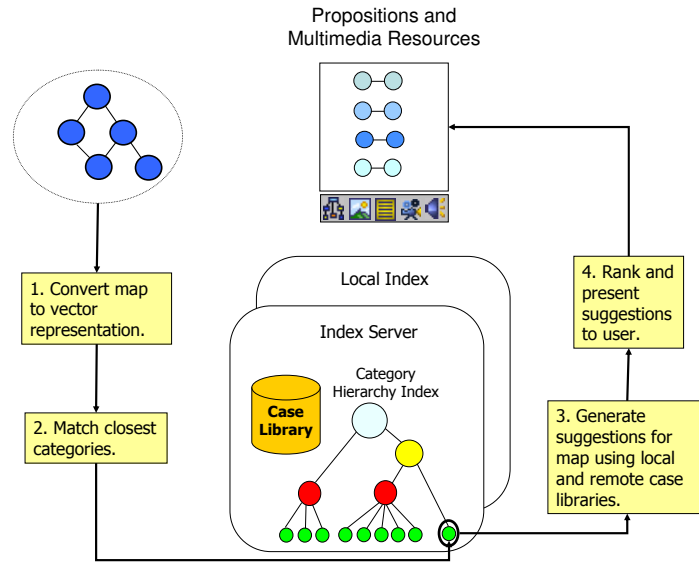 Propositions and
Multimedia Resources
1. Convert map
to vector
representation.
2. Match closest
categories.
Local Index
Index Server
Category
Hierarchy Index
Case
Library
3. Generate
suggestions for
map using local
and remote case
libraries.
4. Rank and
present
suggestions
to user.